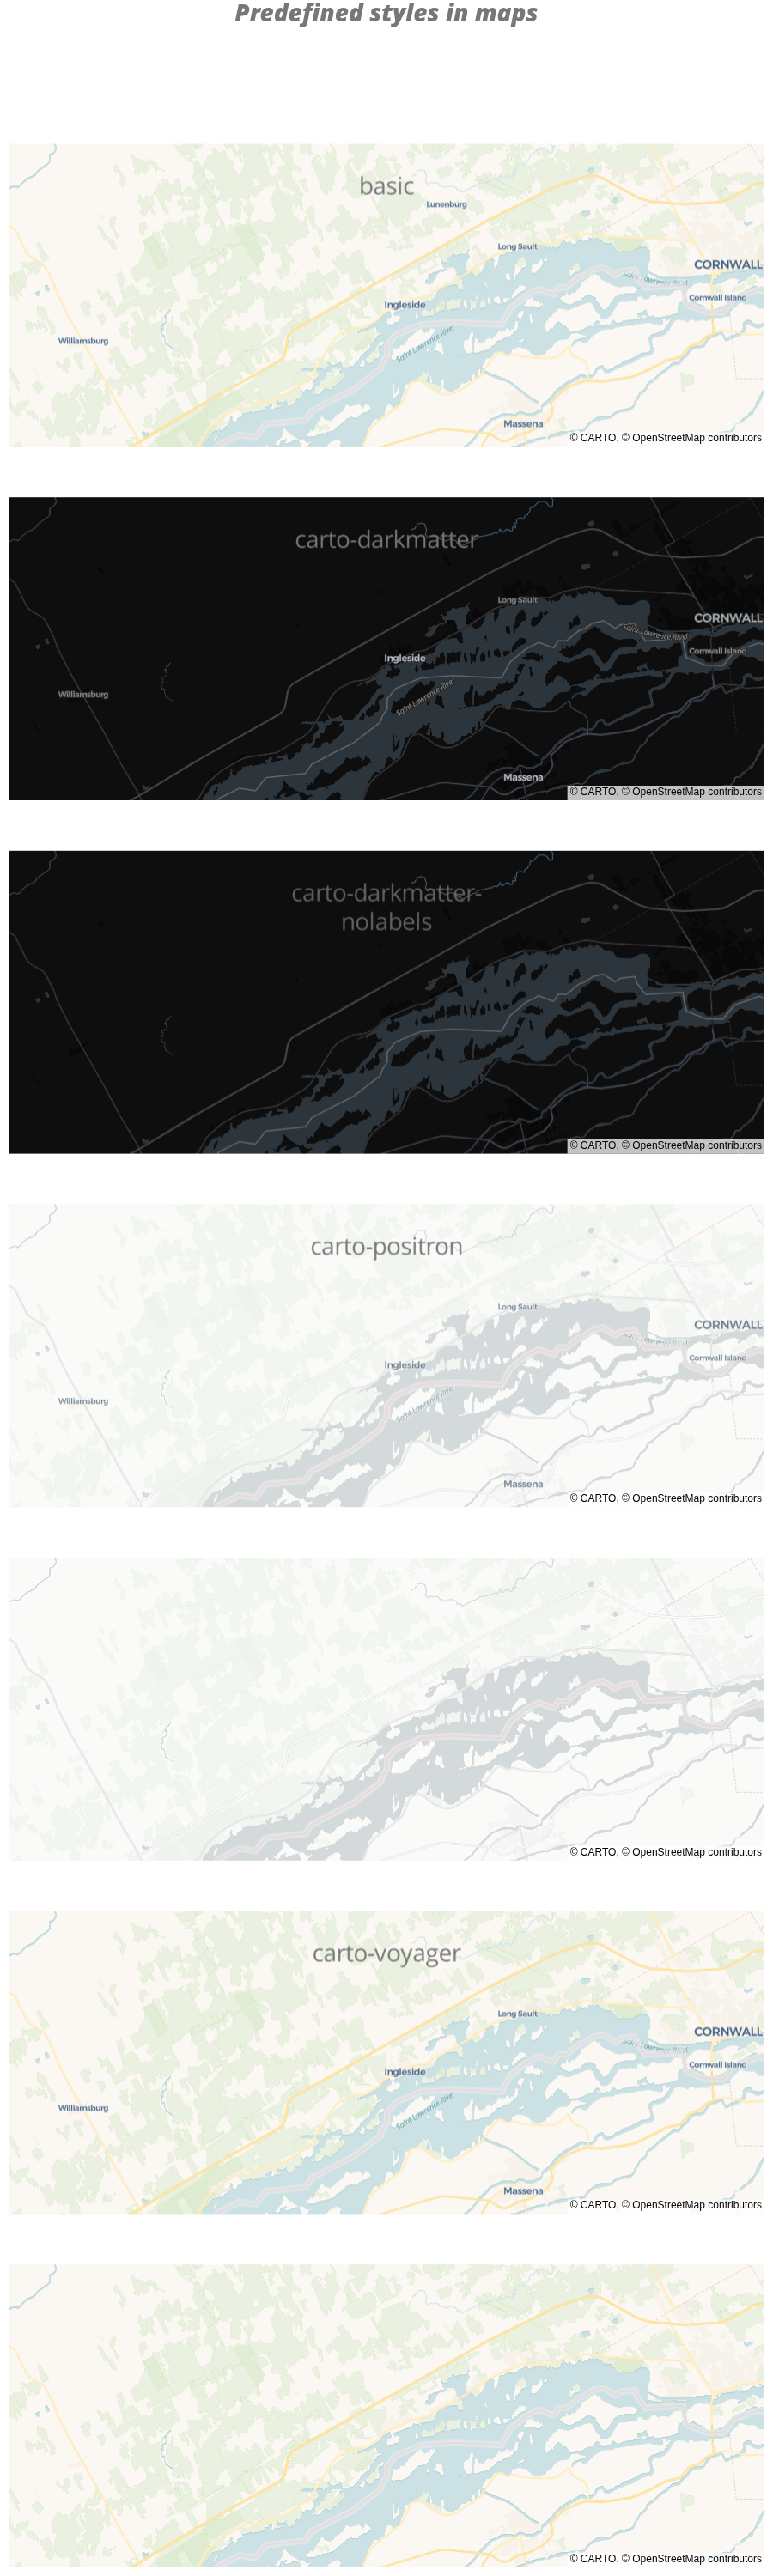 Predefined styles in maps
basic
Lunenburg
Long Sault
CORNWALL
Saint Lawrence River
Cornwall Island
Ingleside
Williamsburg
Saint Lawrence River
Massena
© CARTO, © OpenStreetMap contributors
carto-darkmatter
Long Sault
CORNWALL
Saint Lawrence River
Cornwall Island
Ingleside
Williamsburg
Saint Lawrence River
Massena
© CARTO, © OpenStreetMap contributors
carto-darkmatter-
nolabels
© CARTO, © OpenStreetMap contributors
carto-positron
Long Sault
CORNWALL
Saint Lawrence River
Cornwall Island
Ingleside
Williamsburg
Saint Lawrence River
Massena
© CARTO, © OpenStreetMap contributors
© CARTO, © OpenStreetMap contributors
carto-voyager
Long Sault
CORNWALL
Saint Lawrence River
Cornwall Island
Ingleside
Williamsburg
Saint Lawrence River
Massena
© CARTO, © OpenStreetMap contributors
© CARTO, © OpenStreetMap contributors